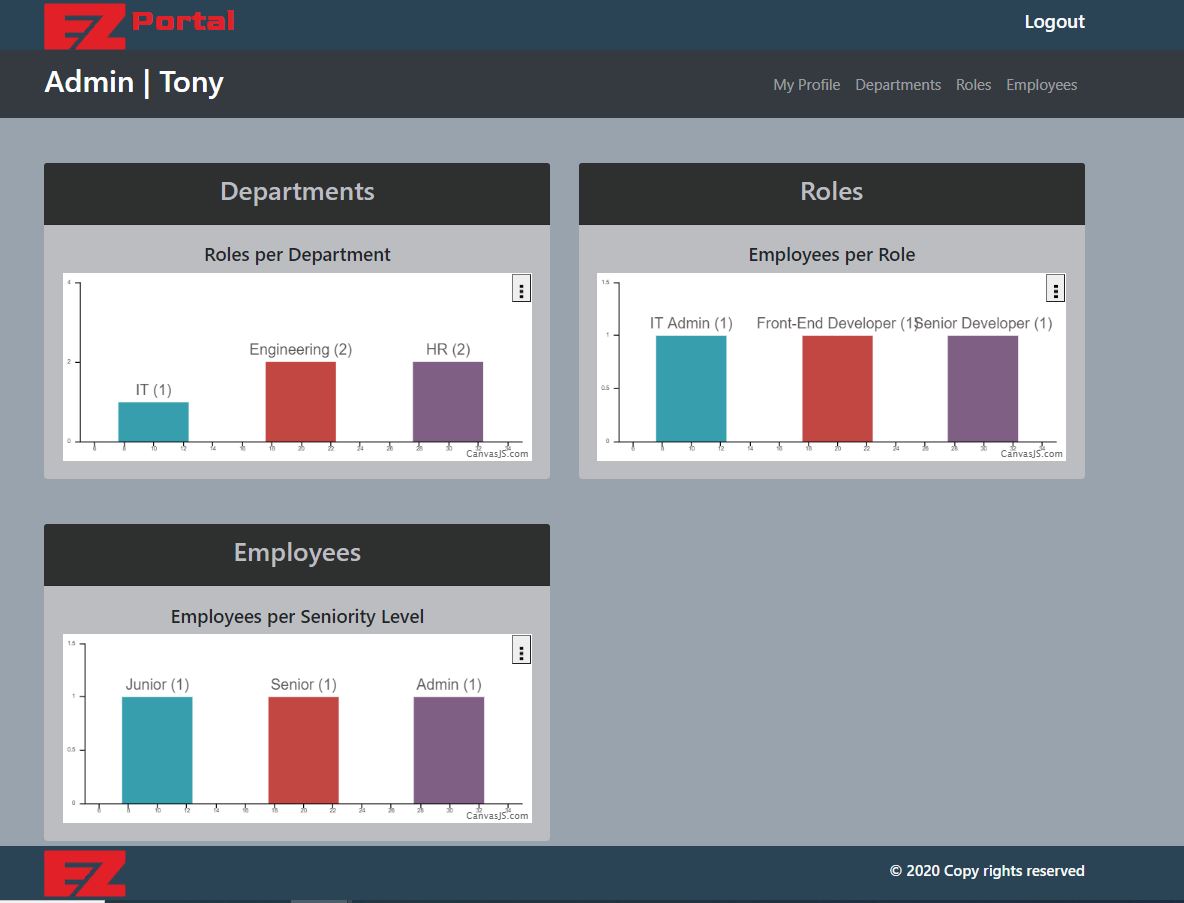 EZ Portal
Logout
Admin | Tony
My Profile Departments Roles Employees
Departments
Roles per Department
4
2
0
IT (1)
Engineering (2)
HR (2)
6 8 10 12 14 16 18 20 22 24 26 28 30 32 34
CanvasJS.com
Roles
Employees per Role
1.5
1
0.5
0
IT Admin (1)
Front-End Developer (1)
Senior Developer (1)
6 8 10 12 14 16 18 20 22 24 26 28 30 32 34
CanvasJS.com
Employees
Employees per Seniority Level
1.5
1
0.5
0
Junior (1)
Senior (1)
Admin (1)
6 8 10 12 14 16 18 20 22 24 26 28 30 32 34
CanvasJS.com
EZ
© 2020 Copy rights reserved